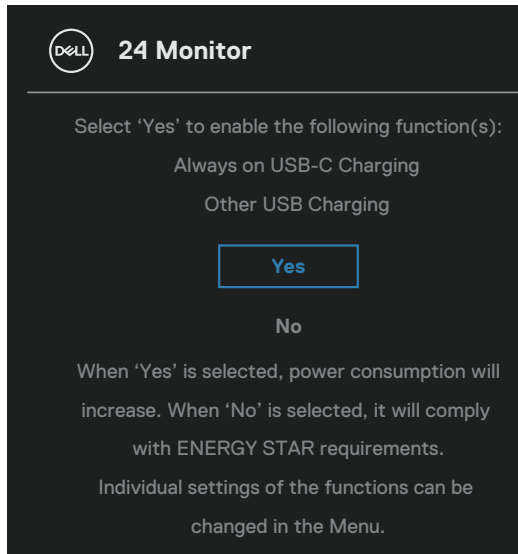 DELL
24 Monitor
Select ‘Yes’ to enable the following function(s):
Always on USB-C Charging
Other USB Charging
Yes
No
When ‘Yes’ is selected, power consumption will
increase. When ‘No’ is selected, it will comply
with ENERGY STAR requirements.
Individual settings of the functions can be
changed in the Menu.